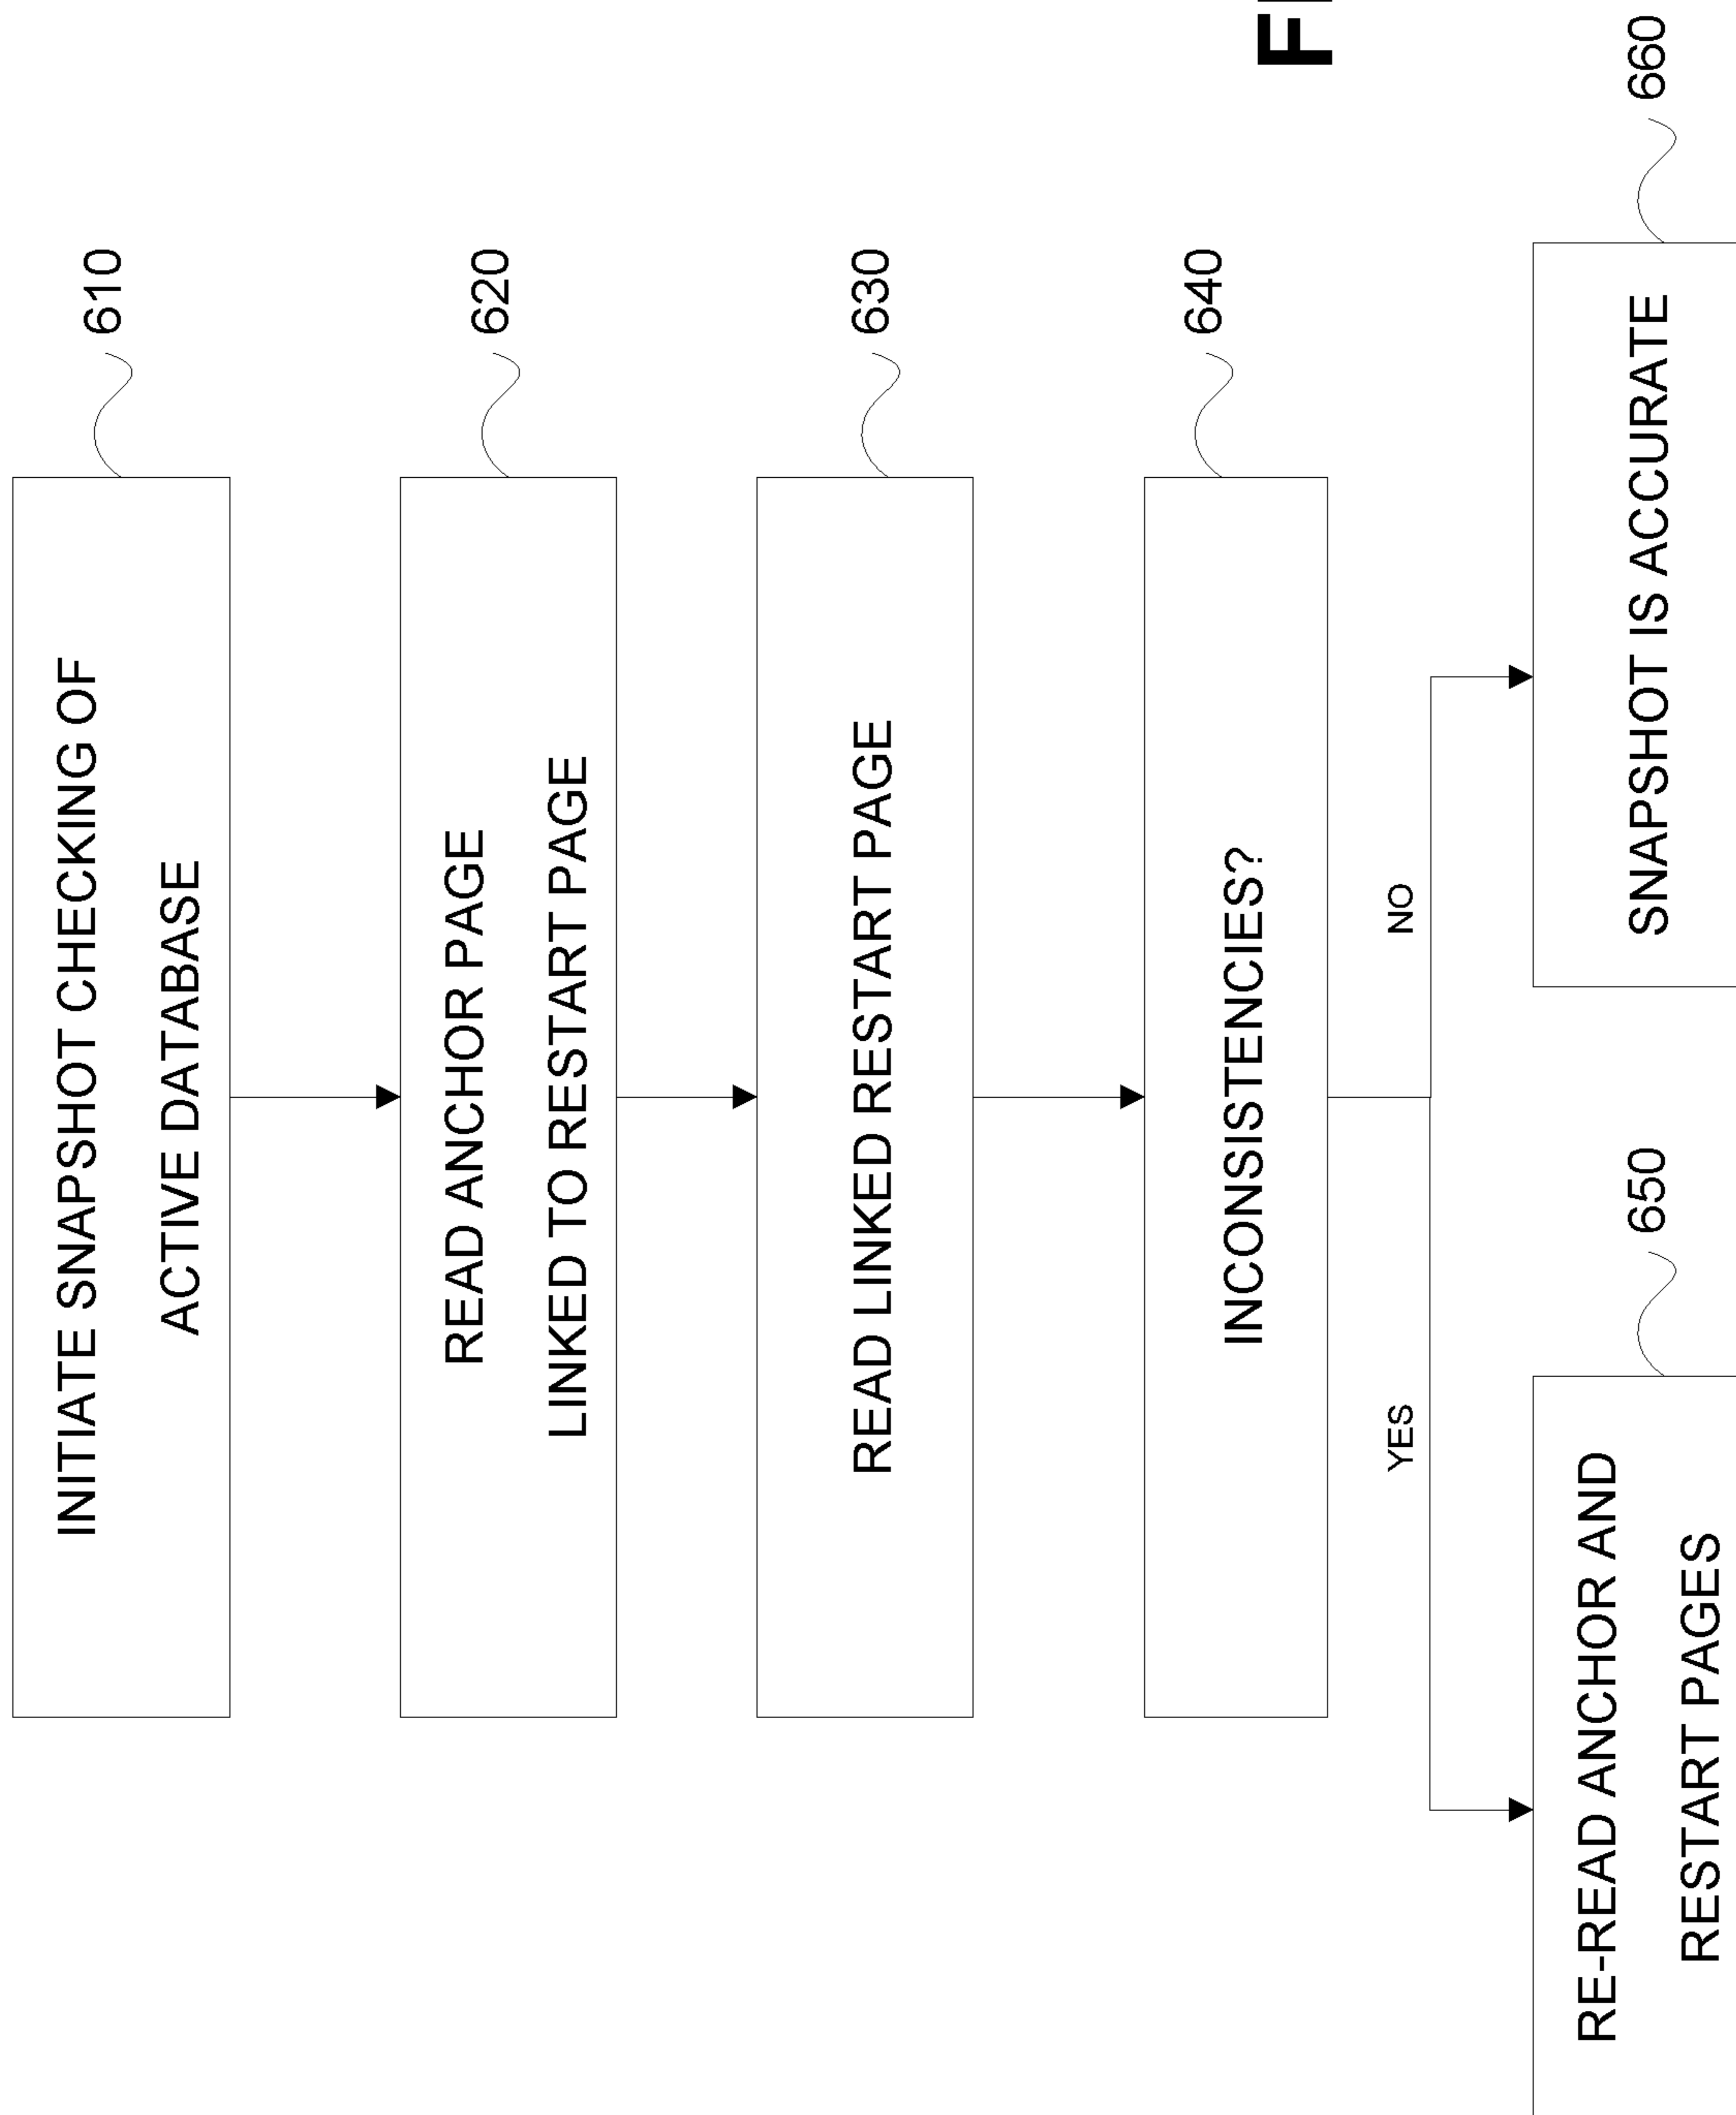 INITIATE SNAPSHOT CHECKING OF
ACTIVE DATABASE
610
READ ANCHOR PAGE
LINKED TO RESTART PAGE
620
READ LINKED RESTART PAGE
630
INCONSISTENCIES?
640
YES
NO
RE-READ ANCHOR AND
RESTART PAGES
650
SNAPSHOT IS ACCURATE
660